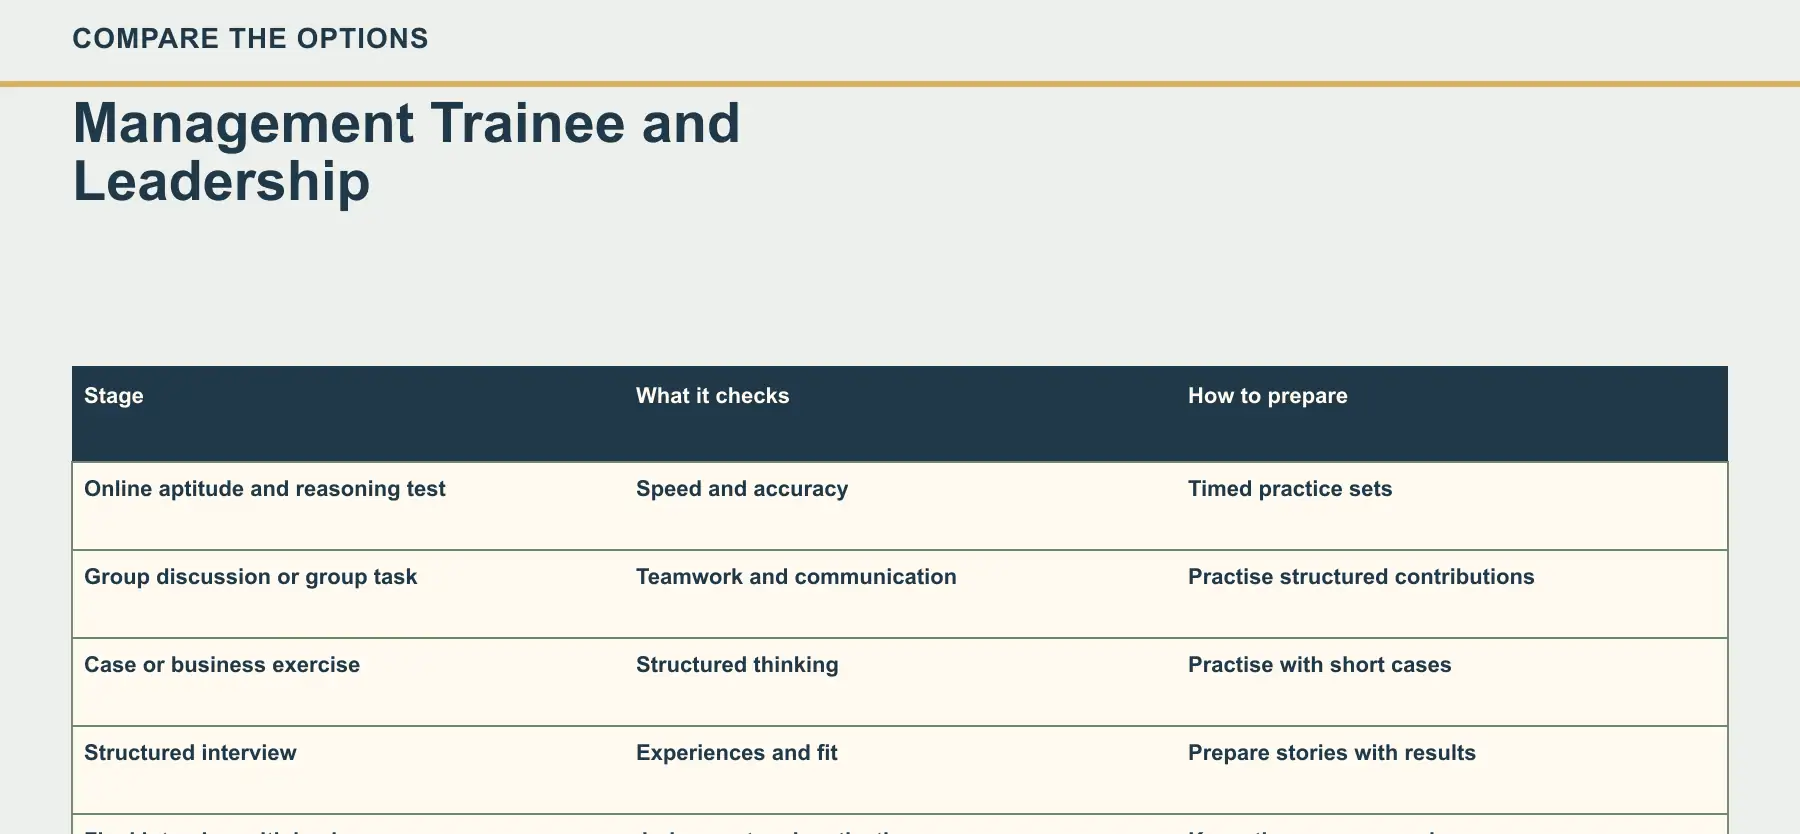 COMPARE THE OPTIONS
Management Trainee and
Leadership
Stage What it checks How to prepare
Online aptitude and reasoning test Speed and accuracy Timed practice sets
Group discussion or group task Teamwork and communication Practise structured contributions
Case or business exercise Structured thinking Practise with short cases
Structured interview Experiences and fit Prepare stories with results